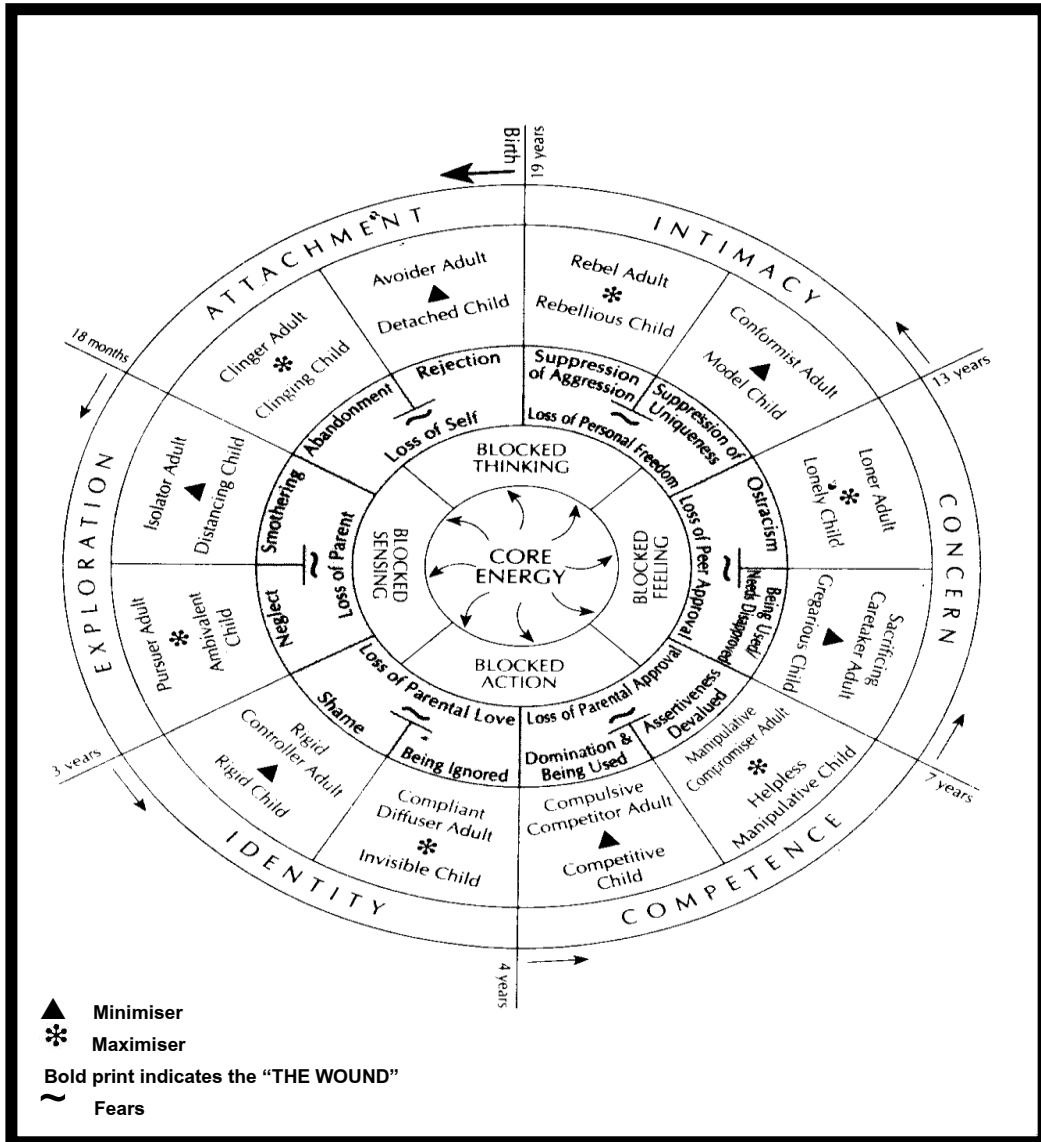 Birth
19 years
ATTACHMENT
INTIMACY
Avoider Adult
Detached Child
Rebel Adult
Rebellious Child
Clinger Adult
Clinging Child
Conformist Adult
Model Child
18 months
13 years
Rejection
Suppression
of Aggression
Abandonment
Suppression of
Uniqueness
Loss of Self
Loss of Personal Freedom
EXPLORATION
Isolator Adult
Distancing Child
Smothering
Loss of Parent
Neglect
Pursuer Adult
Ambivalent
Child
BLOCKED
THINKING
BLOCKED
SENSING
CORE
ENERGY
BLOCKED
FEELING
BLOCKED
ACTION
Loss of Peer Approval
Ostracism
Being Used/
Needs Disapproved
Loner Adult
Lonely Child
CONCERN
Sacrificing
Caretaker Adult
Gregarious Child
Loss of Parental Love
Loss of Parental Approval
Shame
Being Ignored
Domination &
Being Used
Assertiveness
Devalued
3 years
Rigid
Controller Adult
Rigid Child
Compliant
Diffuser Adult
Invisible Child
Compulsive
Competitor Adult
Competitive
Child
Manipulative
Compromiser Adult
Helpless
Manipulative Child
7 years
IDENTITY
COMPETENCE
4 years
Minimiser
Maximiser
Bold print indicates the “THE WOUND”
Fears